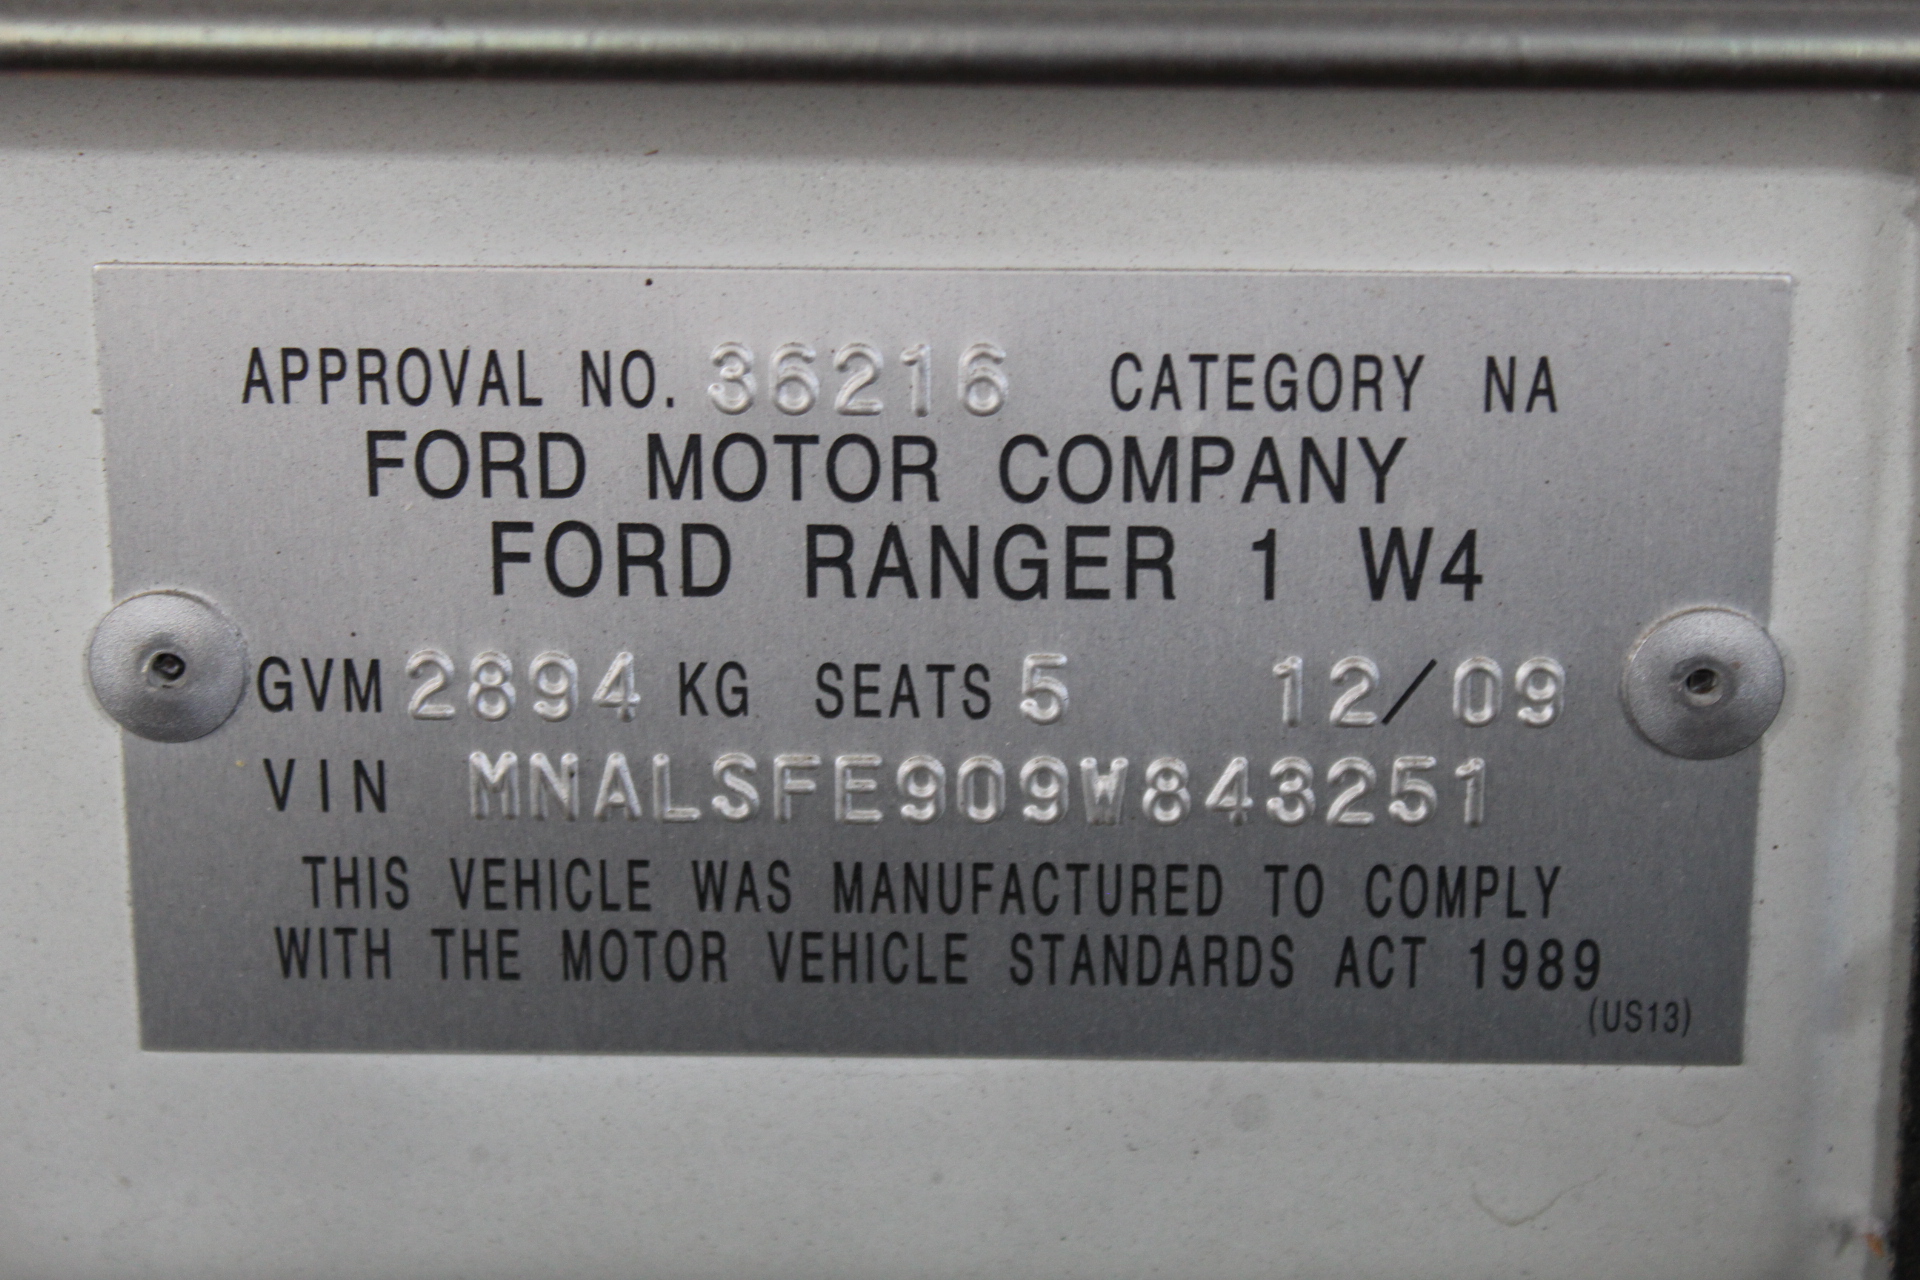 APPROVAL NO. 36216 CATEGORY NA
FORD MOTOR COMPANY
FORD RANGER 1 W4
GVM 2894 KG SEATS 5 12/09
VIN MNALSFE909W843251
THIS VEHICLE WAS MANUFACTURED TO COMPLY
WITH THE MOTOR VEHICLE STANDARDS ACT 1989
(US13)